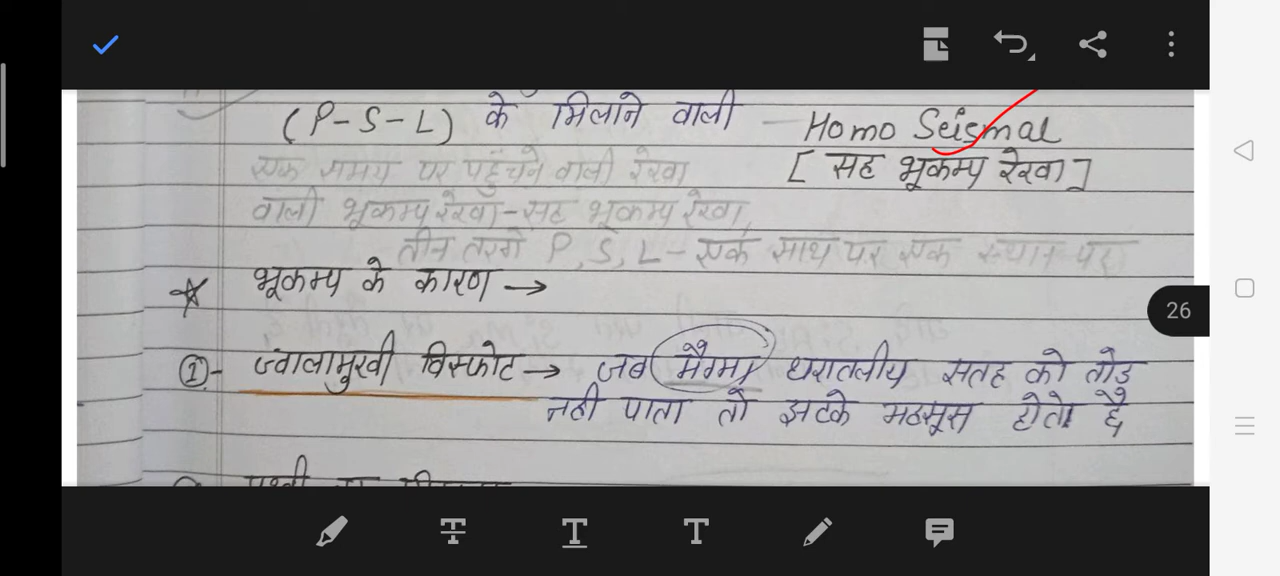 (P-S-L) के मिलाने वाली — Homo Seismal
[सह भूकम्प रेखा]
एक समय पर पहुँचने वाली रेखा
वाली भूकम्प रेखा-सह भूकम्प रेखा,
तीन तरंगे P, S, L - एक साथ पर एक स्थान पर
☆ भूकम्प के कारण →
26
①- ज्वालामुखी विस्फोट → जब मैग्मा धरातलीय सतह को तोड़
नही पाता तो झटके महसूस होतो है